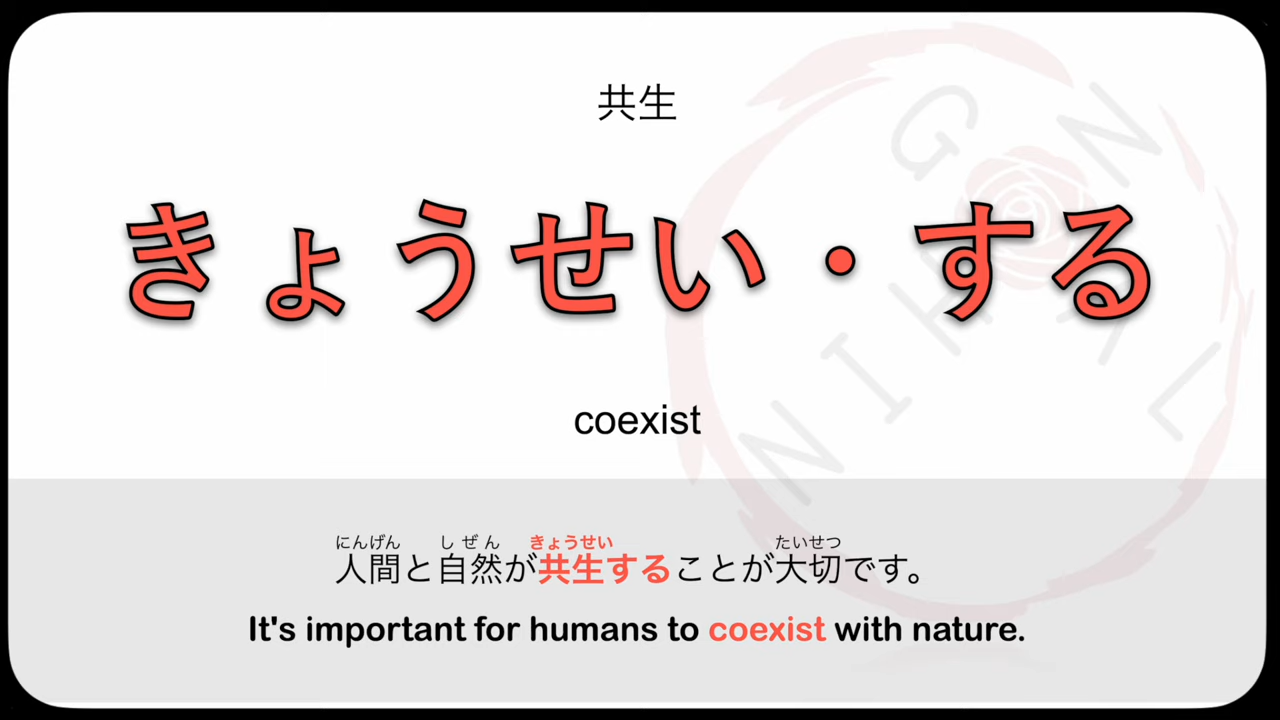 共生
きょうせい・する
coexist
にんげん しぜん きょうせい たいせつ
人間と自然が共生することが大切です。
It's important for humans to coexist with nature.
NIHONGAL